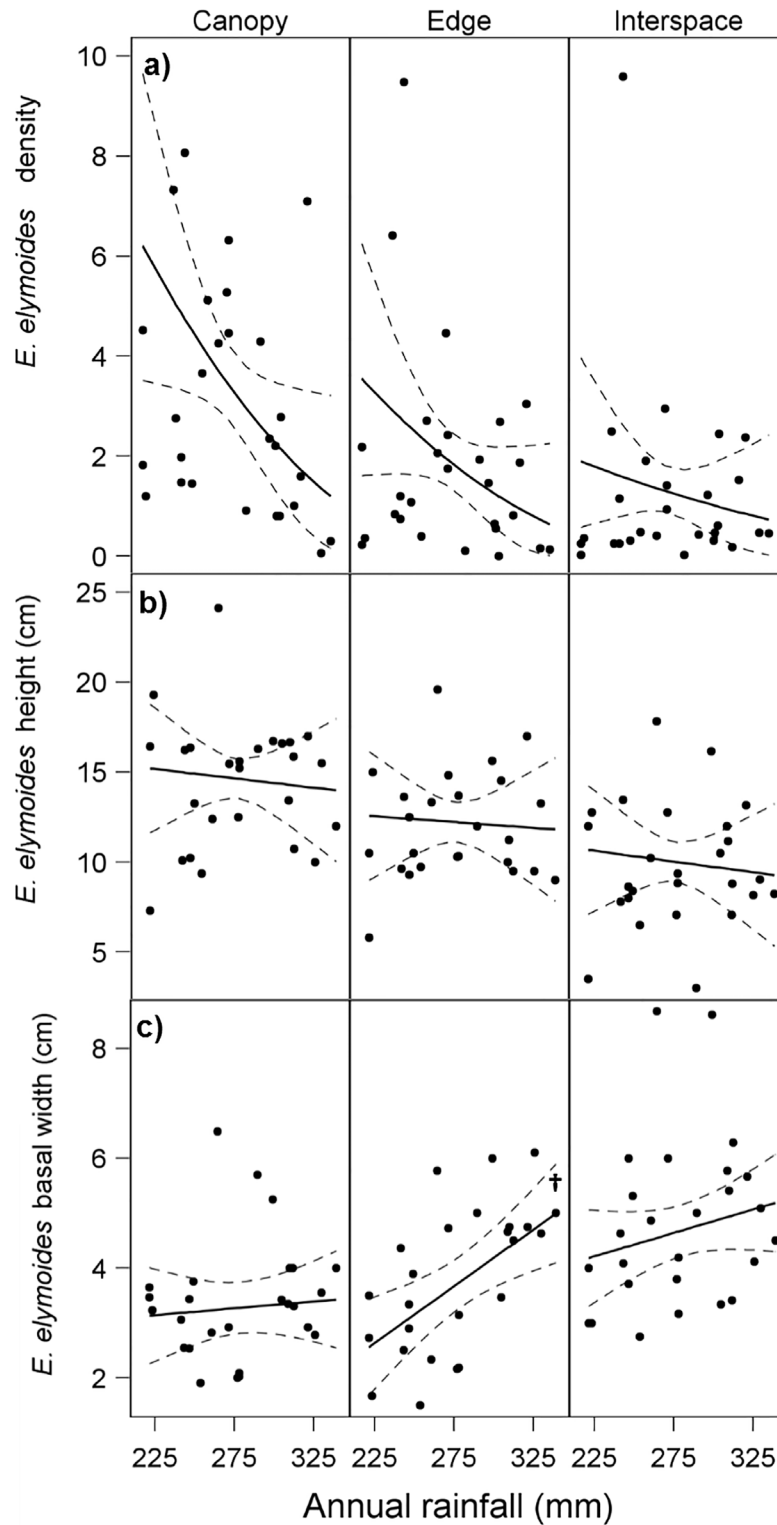 Canopy Edge Interspace
a)
E. elymoides density
10
8
6
4
2
0
b)
E. elymoides height (cm)
25
20
15
10
5
c)
E. elymoides basal width (cm)
8
6
4
2
†
225 275 325 225 275 325 225 275 325
Annual rainfall (mm)